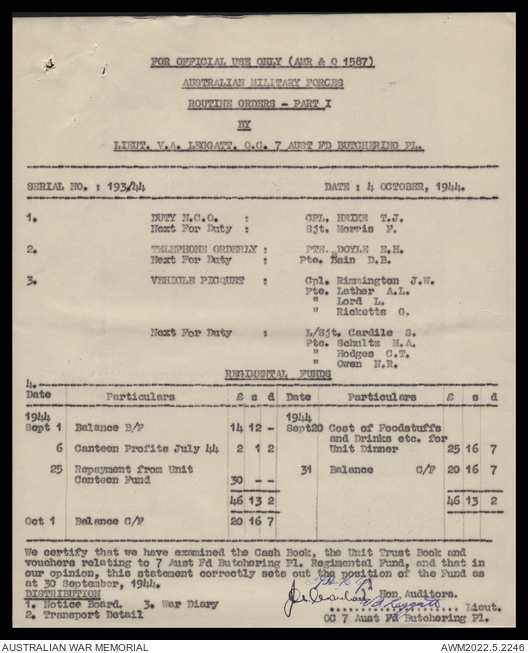 FOR OFFICIAL USE ONLY (AMR & O 1587)
AUSTRALIAN MILITARY FORCES
ROUTINE ORDERS - PART I
BY
LIEUT. V.A. LEGGATT. O.C. 7 AUST FD BUTCHERING PL.
SERIAL NO. : 193/44 DATE : 4 OCTOBER, 1944.
1. DUTY N.C.O. : CPL. HEIKE T.J.
Next For Duty : Sjt. Morris F.
2. TELEPHONE ORDERLY : PTE. DOYLE E.H.
Next For Duty : Pte. Hain D.B.
3. VEHICLE PICQUET : Cpl. Rimmington J.W.
Pte. Lather A.L.
" Lord L.
" Ricketts G.
Next For Duty : L/Sjt. Cardile S.
Pte. Schultz M.A.
" Hodges C.T.
" Owen N.R.
REGIMENTAL FUNDS
4.
Date Particulars £ s d Date Particulars £ s d
1944 1944
Sept 1 Balance B/F 14 12 - Sept20 Cost of Foodstuffs
and Drinks etc. for
6 Canteen Profits July 44 2 1 2 Unit Dinner 25 16 7
25 Repayment from Unit 31 Balance C/F 20 16 7
Canteen Fund 30 - -
46 13 2 46 13 2
Oct 1 Balance C/F 20 16 7
We certify that we have examined the Cash Book, the Unit Trust Book and
vouchers relating to 7 Aust Fd Butchering Pl. Regimental Fund, and that in
our opinion, this statement correctly sets out the position of the Fund as
at 30 September, 1944.
DISTRIBUTION Hon. Auditors.
1. Notice Board. 3. War Diary Lieut.
2. Transport Detail OC 7 Aust Fd Butchering Pl.
AUSTRALIAN WAR MEMORIAL AWM2022.5.2246